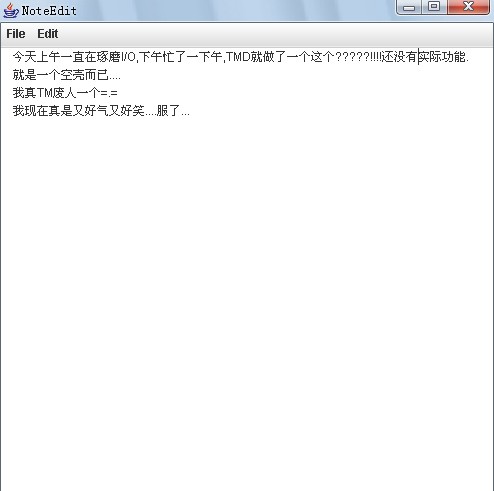 NoteEdit
File Edit
今天上午一直在琢磨I/O,下午忙了一下午,TMD就做了一个这个?????!!!!还没有实际功能.
就是一个空壳而已....
我真TM废人一个=.=
我现在真是又好气又好笑....服了...